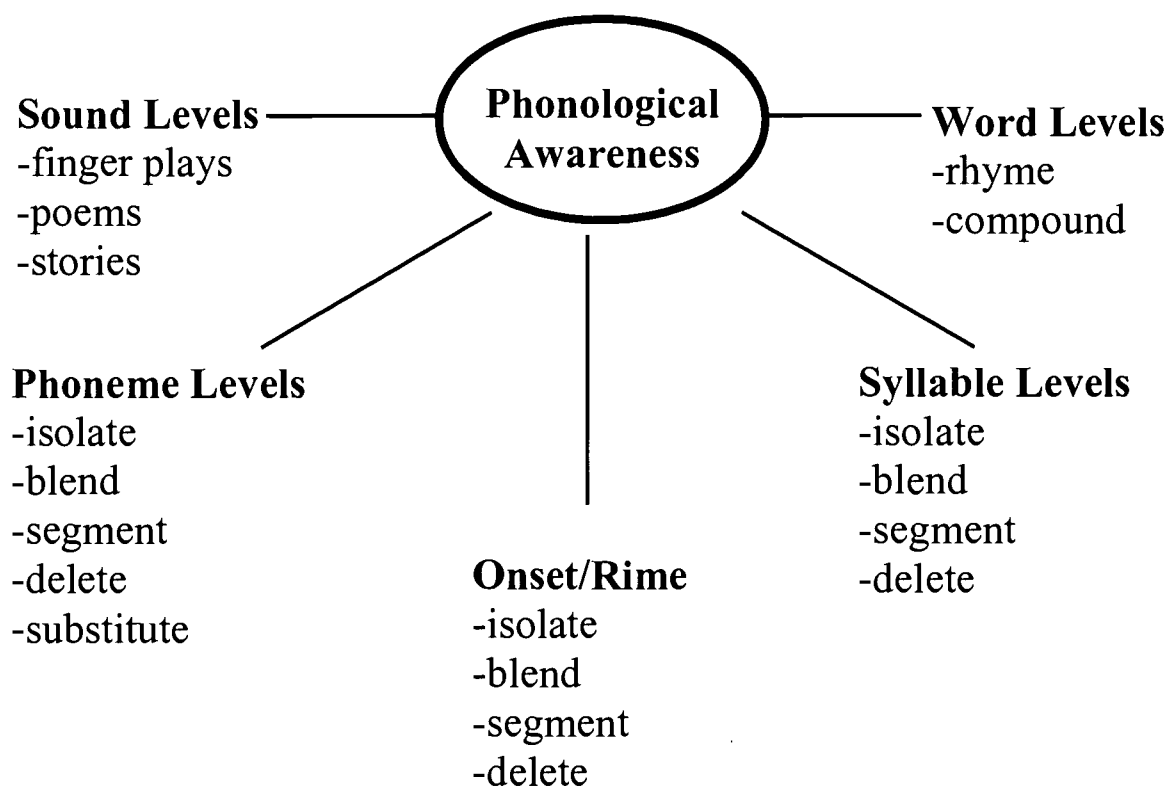 Phonological
Awareness
Sound Levels
-finger plays
-poems
-stories
Word Levels
-rhyme
-compound
Phoneme Levels
-isolate
-blend
-segment
-delete
-substitute
Onset/Rime
-isolate
-blend
-segment
-delete
Syllable Levels
-isolate
-blend
-segment
-delete